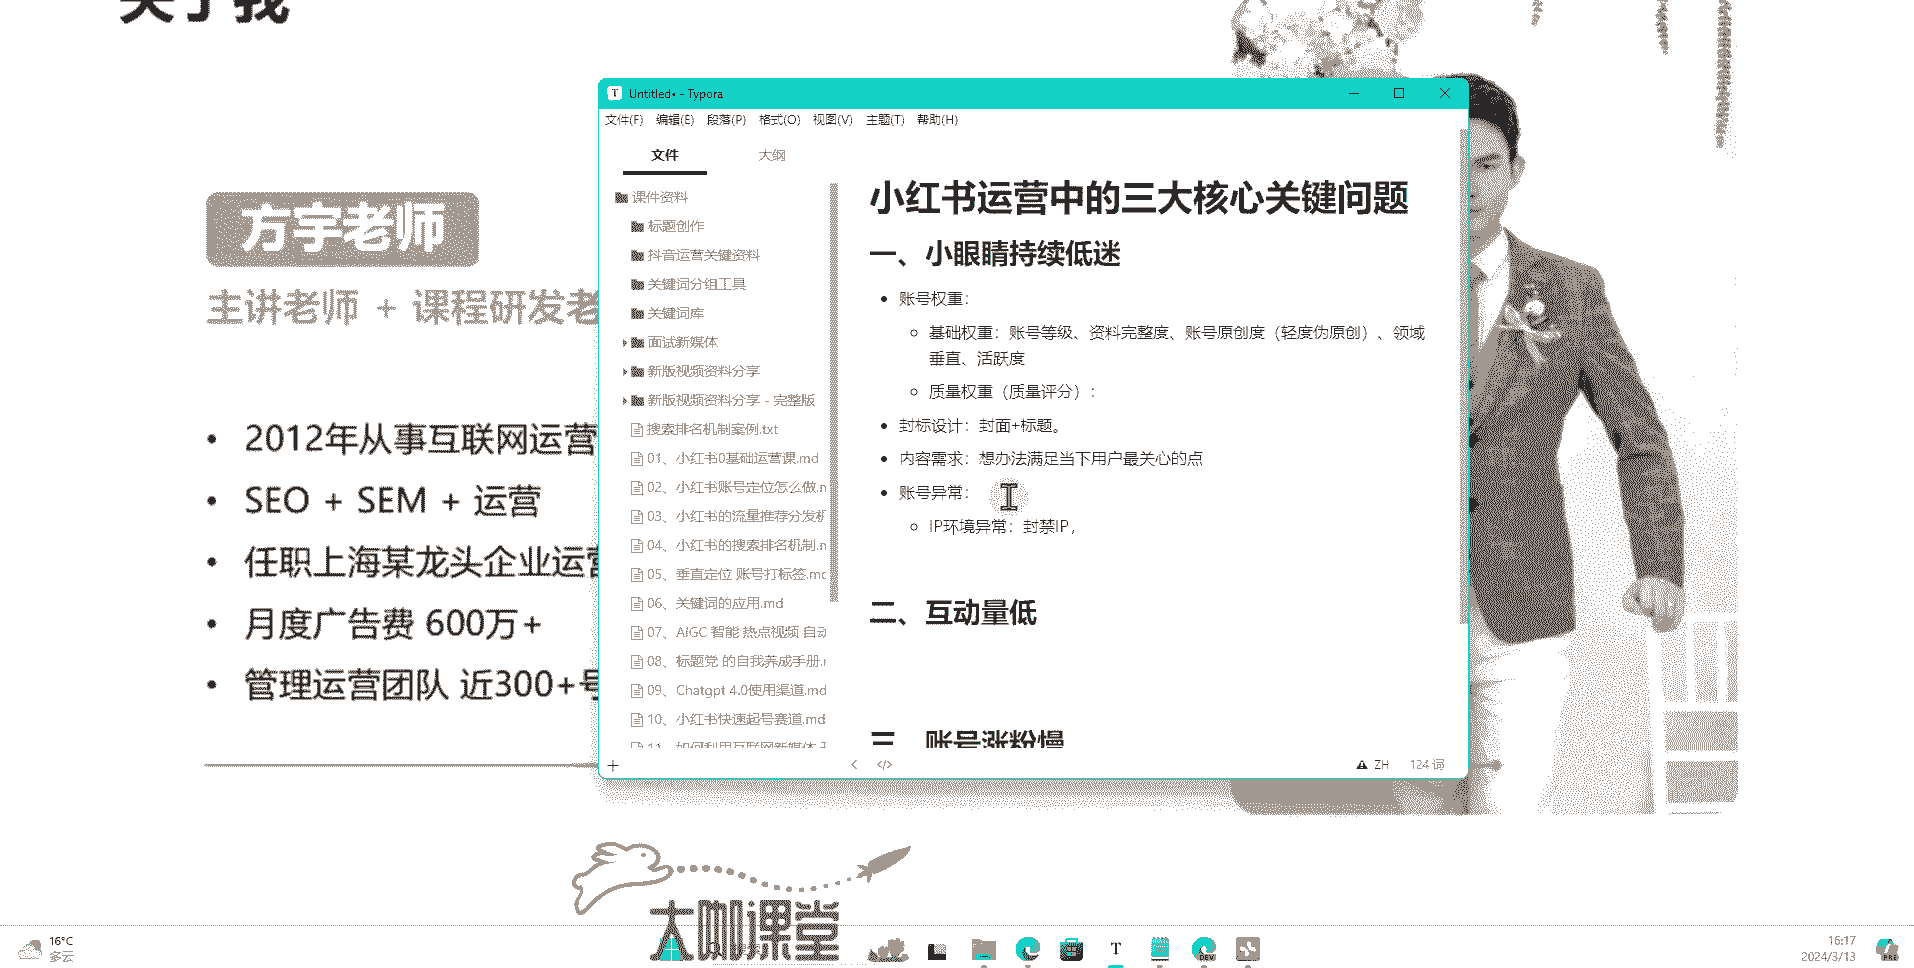 关于我
方宇老师
主讲老师 + 课程研发老
2012年从事互联网运营
SEO + SEM + 运营
任职上海某龙头企业运营
月度广告费 600万+
管理运营团队 近300+号
Untitled• - Typora
文件(F) 编辑(E) 段落(P) 格式(O) 视图(V) 主题(T) 帮助(H)
文件 大纲
课件资料
标题创作
抖音运营关键资料
关键词分组工具
关键词库
面试新媒体
新版视频资料分享
新版视频资料分享 - 完整版
搜索排名机制案例.txt
01、小红书0基础运营课.md
02、小红书账号定位怎么做.m
03、小红书的流量推荐分发机
04、小红书的搜索排名机制.m
05、垂直定位 账号打标签.md
06、关键词的应用.md
07、AIGC 智能 热点视频 自动
08、标题党 的自我养成手册.m
09、Chatgpt 4.0使用渠道.md
10、小红书快速起号赛道.md
11、如何利用互联网新媒体
小红书运营中的三大核心关键问题
一、小眼睛持续低迷
账号权重：
基础权重：账号等级、资料完整度、账号原创度（轻度伪原创）、领域
垂直、活跃度
质量权重（质量评分）：
封标设计：封面+标题。
内容需求：想办法满足当下用户最关心的点
账号异常：
IP环境异常：封禁IP，
二、互动量低
三、账号涨粉慢
ZH 124 词
大咖课堂
16°C
多云
DEV
16:17
2024/3/13
PRE